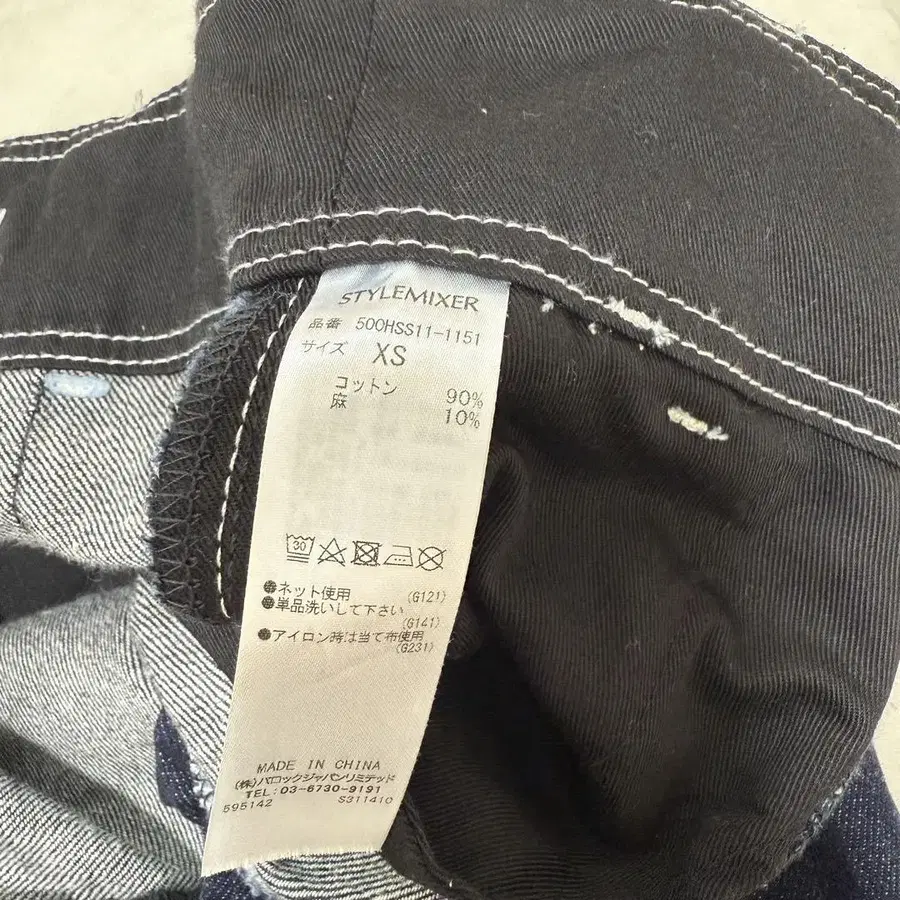 STYLEMIXER
品番 500HSS11-1151
サイズ XS
コットン 90%
麻 10%
30
●ネット使用 (G121)
●単品洗いして下さい (G141)
●アイロン時は当て布使用 (G231)
MADE IN CHINA
(株)バロックジャパンリミテッド
TEL:03-6730-9191
595142 S311410